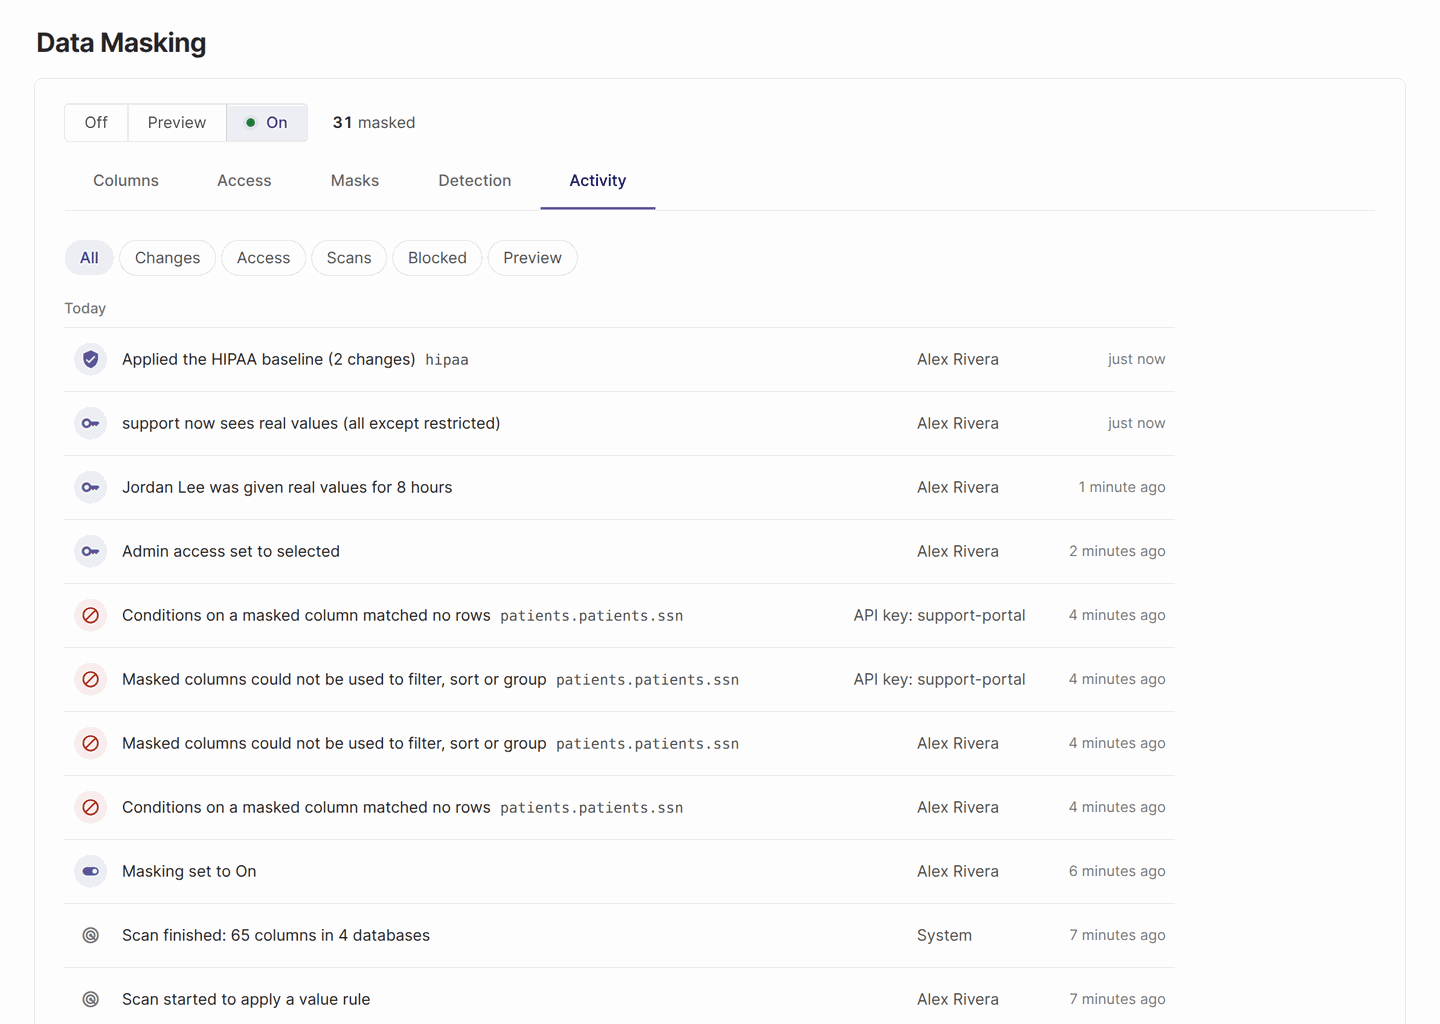 Data Masking
Off Preview On 31 masked
Columns Access Masks Detection Activity
All Changes Access Scans Blocked Preview
Today
Applied the HIPAA baseline (2 changes) hipaa Alex Rivera just now
support now sees real values (all except restricted) Alex Rivera just now
Jordan Lee was given real values for 8 hours Alex Rivera 1 minute ago
Admin access set to selected Alex Rivera 2 minutes ago
Conditions on a masked column matched no rows patients.patients.ssn API key: support-portal 4 minutes ago
Masked columns could not be used to filter, sort or group patients.patients.ssn API key: support-portal 4 minutes ago
Masked columns could not be used to filter, sort or group patients.patients.ssn Alex Rivera 4 minutes ago
Conditions on a masked column matched no rows patients.patients.ssn Alex Rivera 4 minutes ago
Masking set to On Alex Rivera 6 minutes ago
Scan finished: 65 columns in 4 databases System 7 minutes ago
Scan started to apply a value rule Alex Rivera 7 minutes ago